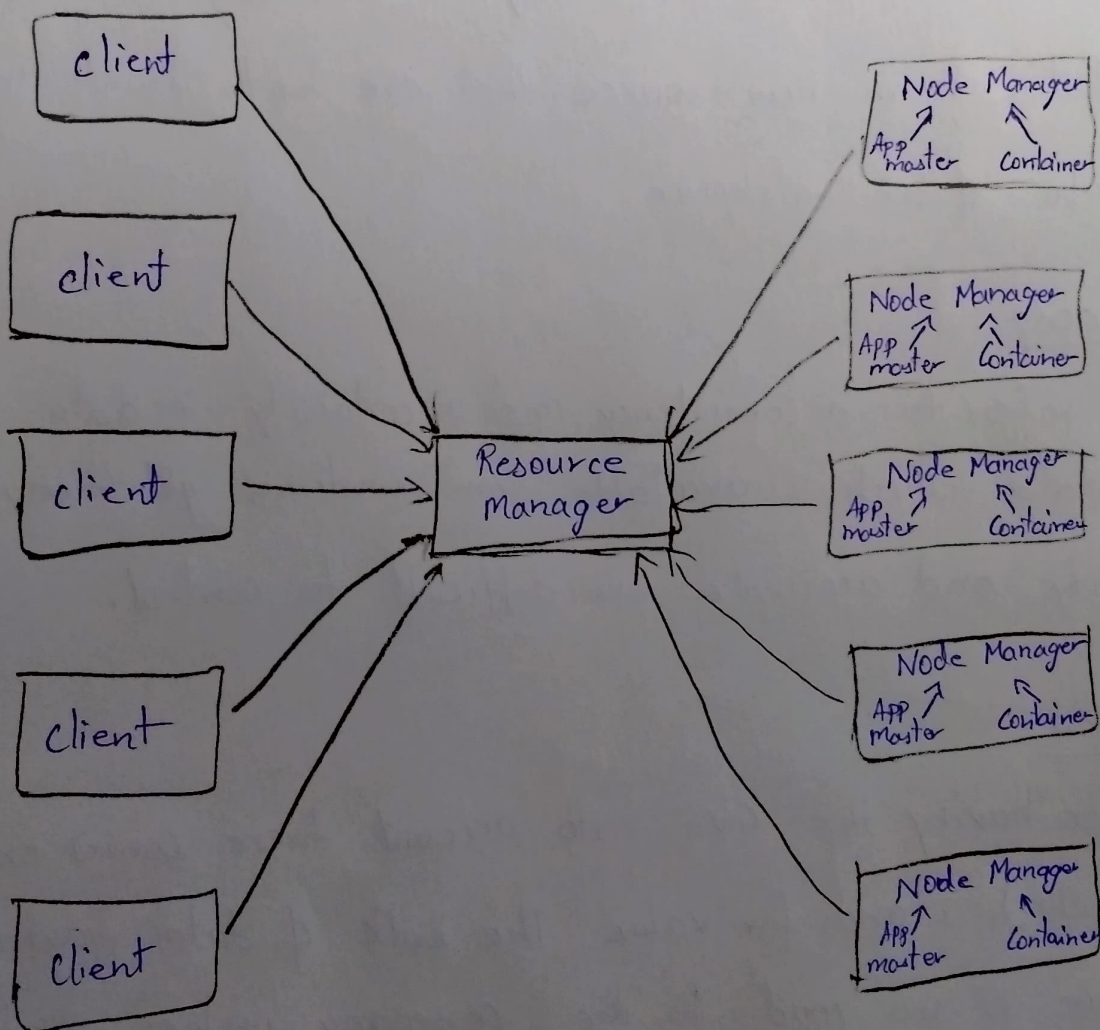 client
client
client
client
client
Resource
Manager
Node Manager
App
master
Container
Node Manager
App
master
Container
Node Manager
App
master
Container
Node Manager
App
master
Container
Node Manager
App
master
Container